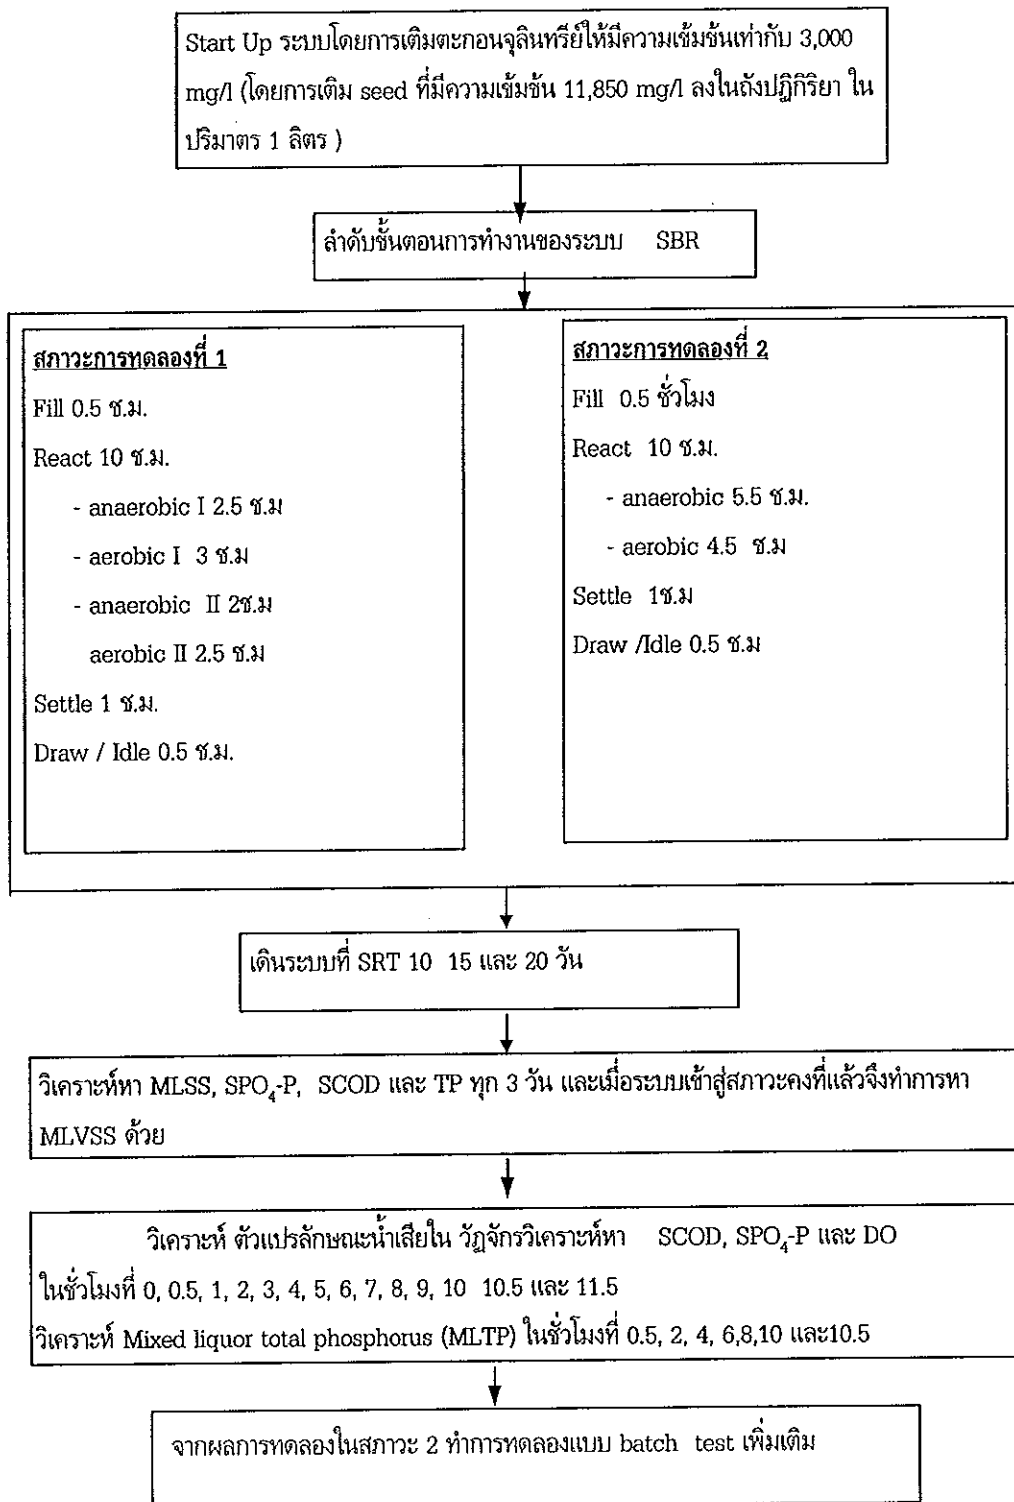 Start Up ระบบโดยการเติมตะกอนจุลินทรีย์ให้มีความเข้มข้นเท่ากับ 3,000
mg/l (โดยการเติม seed ที่มีความเข้มข้น 11,850 mg/l ลงในถังปฏิกิริยา ใน
ปริมาตร 1 ลิตร )
ลำดับขั้นตอนการทำงานของระบบ SBR
สภาวะการทดลองที่ 1
Fill 0.5 ช.ม.
React 10 ช.ม.
- anaerobic I 2.5 ช.ม
- aerobic I 3 ช.ม
- anaerobic II 2ช.ม
aerobic II 2.5 ช.ม
Settle 1 ช.ม.
Draw / Idle 0.5 ช.ม.
สภาวะการทดลองที่ 2
Fill 0.5 ชั่วโมง
React 10 ช.ม.
- anaerobic 5.5 ช.ม.
- aerobic 4.5 ช.ม
Settle 1ช.ม
Draw /Idle 0.5 ช.ม
เดินระบบที่ SRT 10 15 และ 20 วัน
วิเคราะห์หา MLSS, SPO₄-P, SCOD และ TP ทุก 3 วัน และเมื่อระบบเข้าสู่สภาวะคงที่แล้วจึงทำการหา
MLVSS ด้วย
วิเคราะห์ ตัวแปรลักษณะน้ำเสียใน วัฏจักรวิเคราะห์หา SCOD, SPO₄-P และ DO
ในชั่วโมงที่ 0, 0.5, 1, 2, 3, 4, 5, 6, 7, 8, 9, 10 10.5 และ 11.5
วิเคราะห์ Mixed liquor total phosphorus (MLTP) ในชั่วโมงที่ 0.5, 2, 4, 6,8,10 และ10.5
จากผลการทดลองในสภาวะ 2 ทำการทดลองแบบ batch test เพิ่มเติม